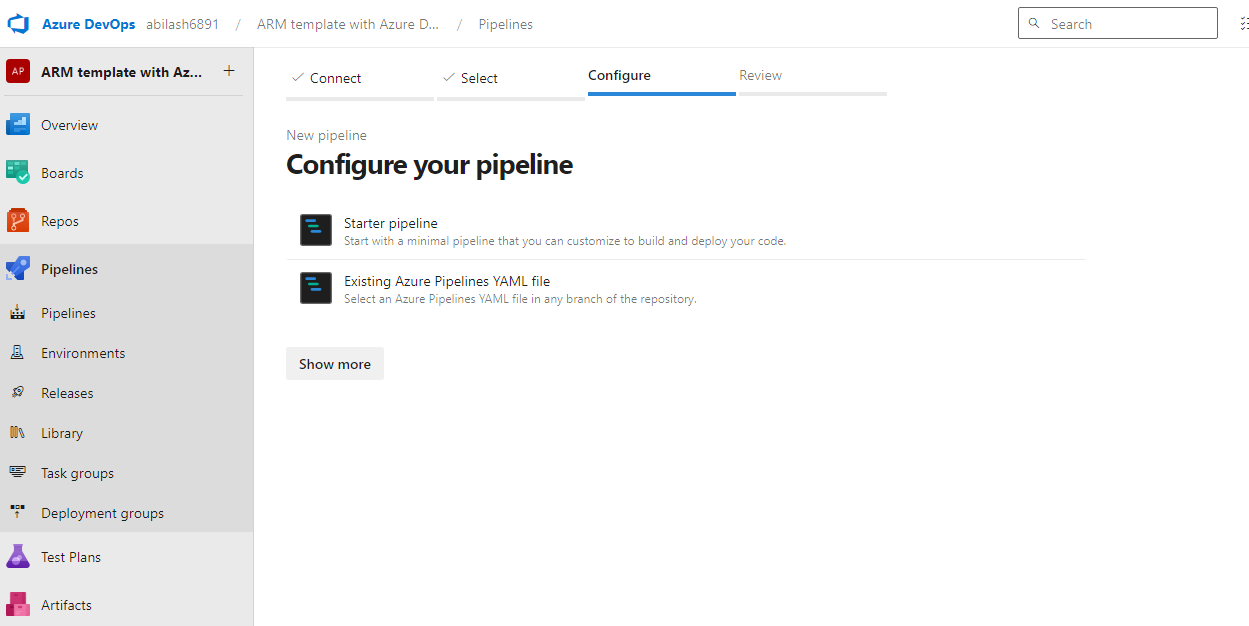 Azure DevOps abilash6891 / ARM template with Azure D... / Pipelines
Search
AP ARM template with Az... +
Overview
Boards
Repos
Pipelines
Pipelines
Environments
Releases
Library
Task groups
Deployment groups
Test Plans
Artifacts
Connect Select Configure Review
New pipeline
Configure your pipeline
Starter pipeline
Start with a minimal pipeline that you can customize to build and deploy your code.
Existing Azure Pipelines YAML file
Select an Azure Pipelines YAML file in any branch of the repository.
Show more